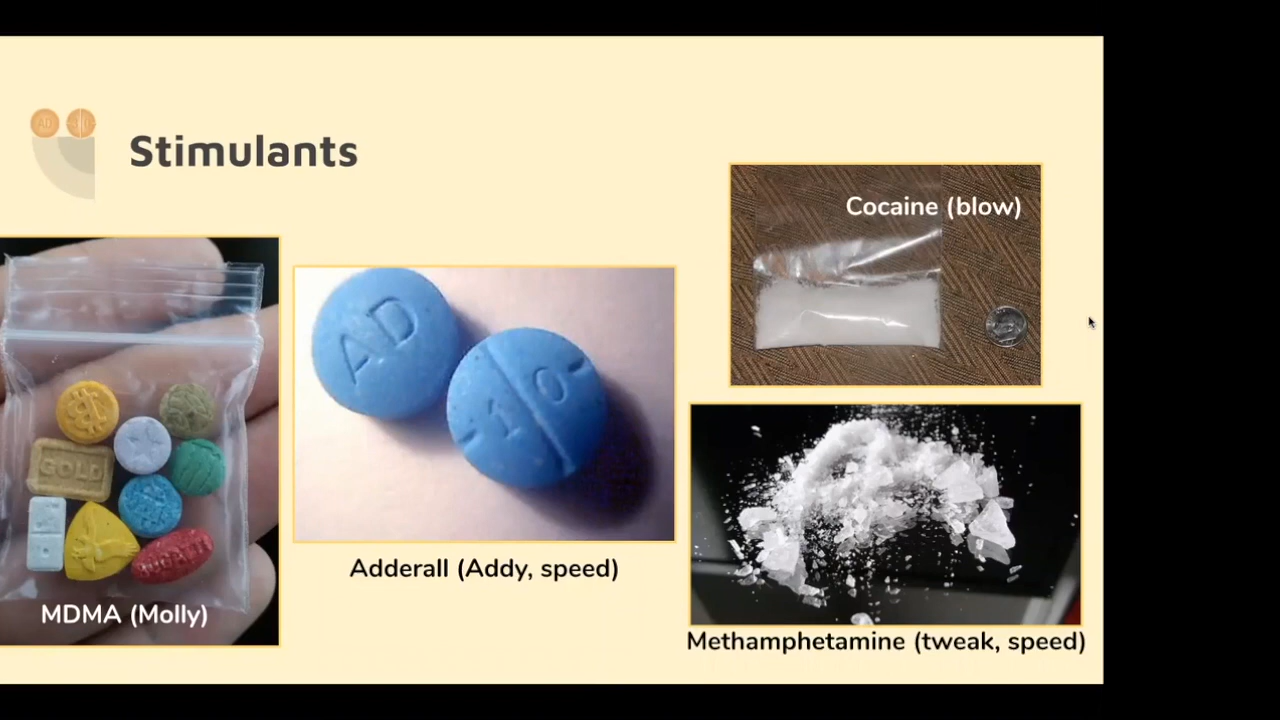 Stimulants
Cocaine (blow)
AD
10
GOLD
Adderall (Addy, speed)
MDMA (Molly)
Methamphetamine (tweak, speed)